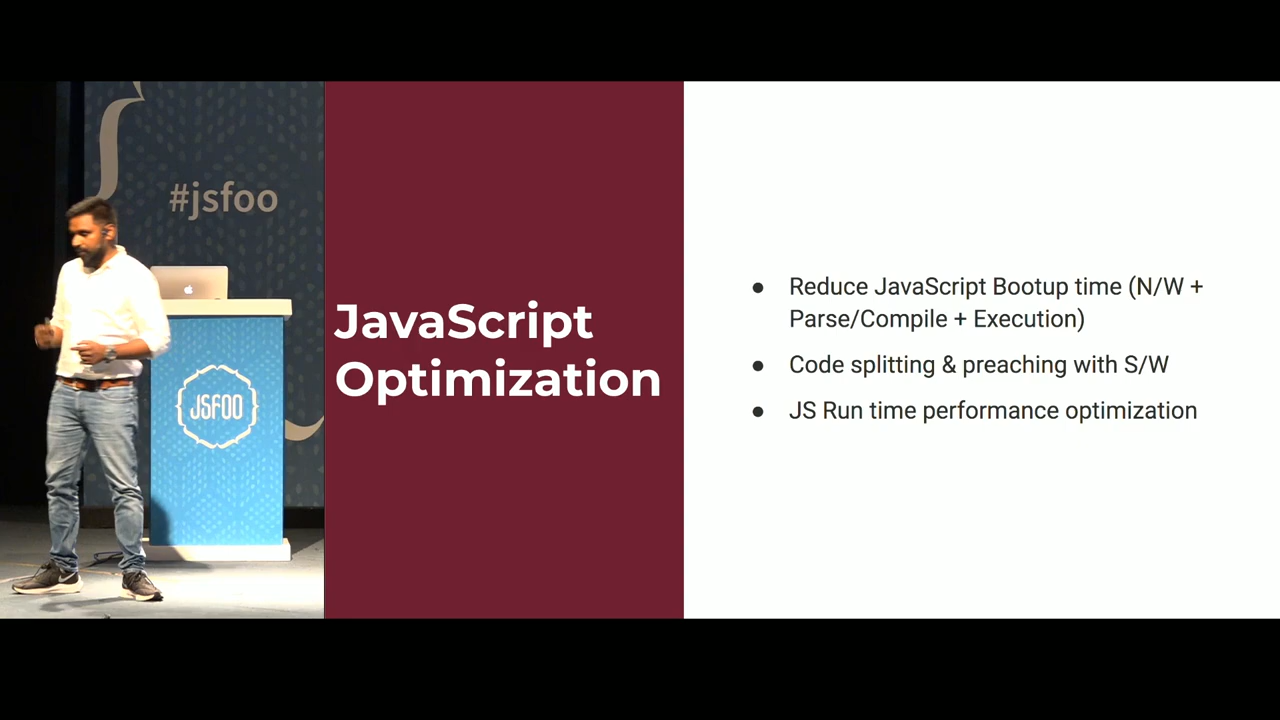 #jsfoo
JSFOO
JavaScript
Optimization
● Reduce JavaScript Bootup time (N/W +
Parse/Compile + Execution)
● Code splitting & preaching with S/W
● JS Run time performance optimization